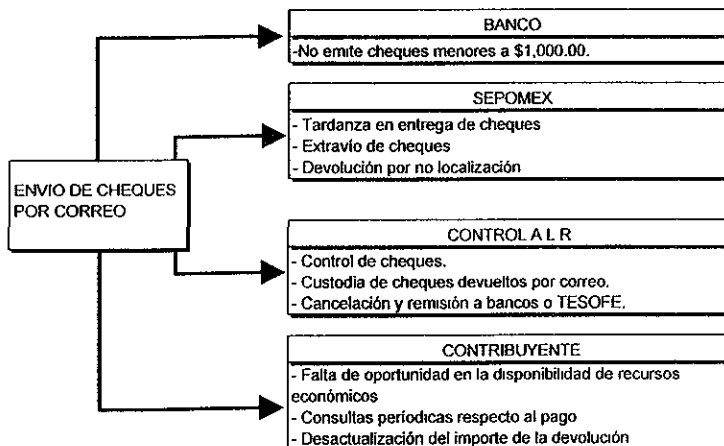 BANCO
-No emite cheques menores a $1,000.00.
SEPOMEX
- Tardanza en entrega de cheques
- Extravío de cheques
- Devolución por no localización
ENVIO DE CHEQUES
POR CORREO
CONTROL A L R
- Control de cheques.
- Custodia de cheques devueltos por correo.
- Cancelación y remisión a bancos o TESOFE.
CONTRIBUYENTE
- Falta de oportunidad en la disponibilidad de recursos
económicos
- Consultas periódicas respecto al pago
- Desactualización del importe de la devolución